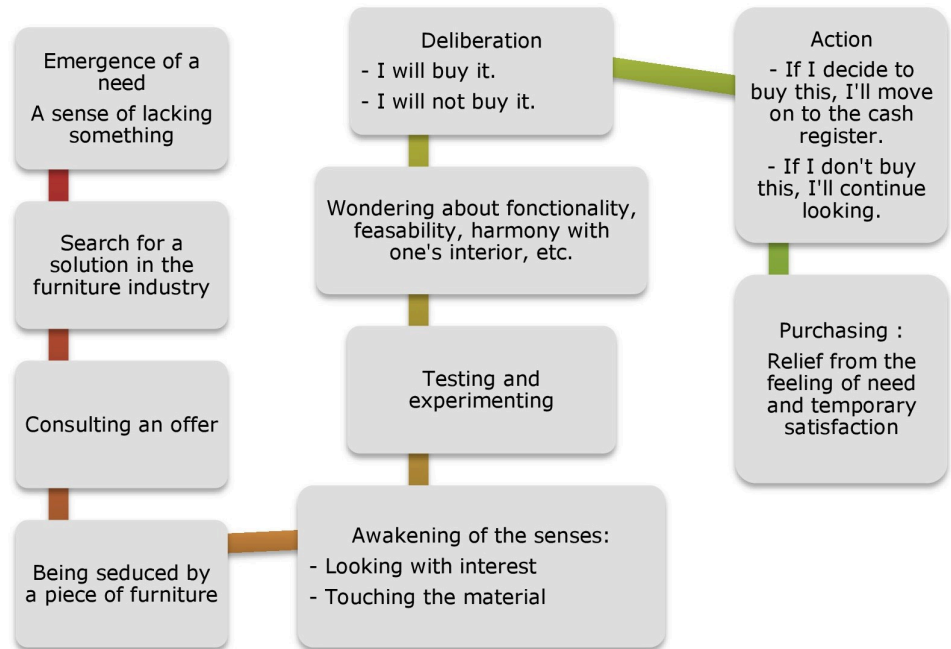 Emergence of a
need
A sense of lacking
something
Search for a
solution in the
furniture industry
Consulting an offer
Being seduced by
a piece of furniture
Awakening of the senses:
- Looking with interest
- Touching the material
Testing and
experimenting
Wondering about fonctionality,
feasability, harmony with
one's interior, etc.
Deliberation
- I will buy it.
- I will not buy it.
Action
- If I decide to
buy this, I'll move
on to the cash
register.
- If I don't buy
this, I'll continue
looking.
Purchasing :
Relief from the
feeling of need
and temporary
satisfaction